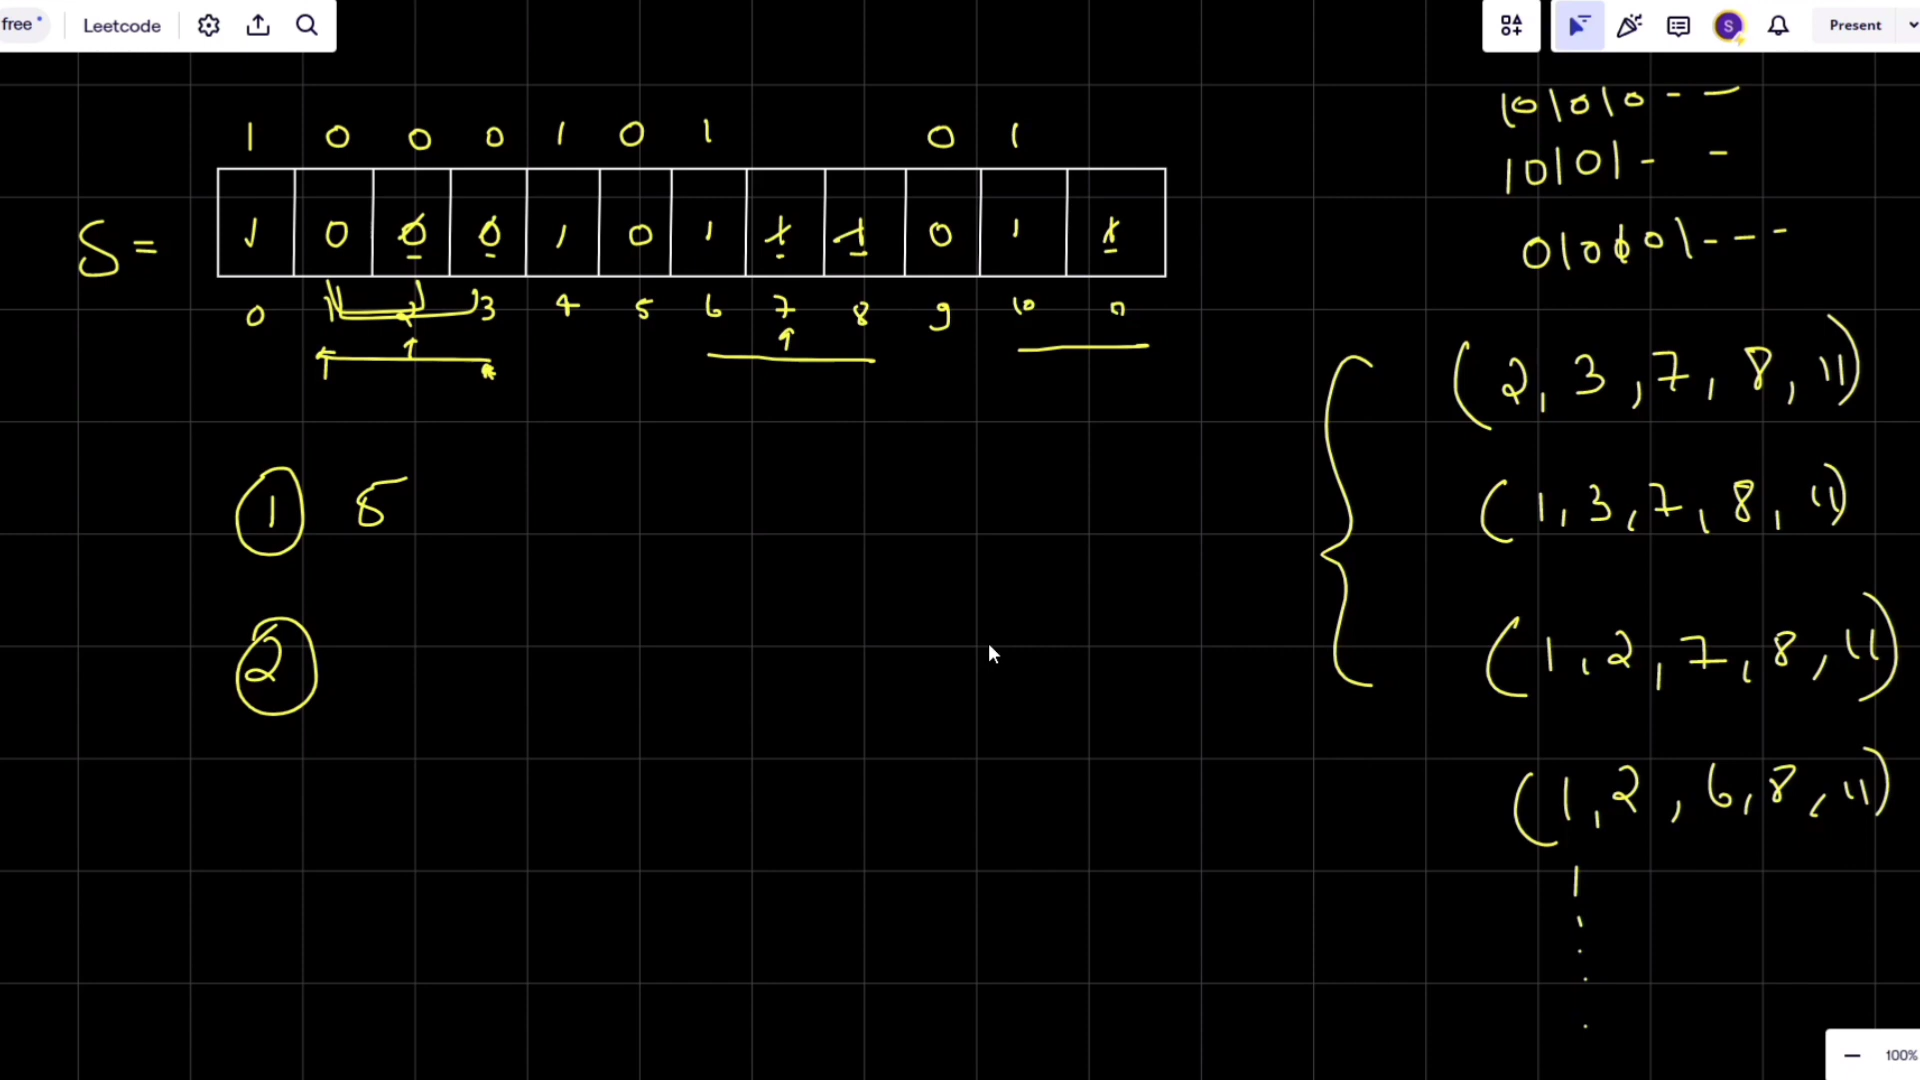 free Leetcode Present
1 0 0 0 1 0 1 0 1
S = 1 0 0 0 1 0 1 1 1 0 1 1
0 1 2 3 4 5 6 7 8 9 10 11
1 5
2
101010 - -
10101 - -
01001 - - -
(2, 3, 7, 8, 11)
(1, 3, 7, 8, 11)
(1, 2, 7, 8, 11)
(1, 2, 6, 8, 11)
100%